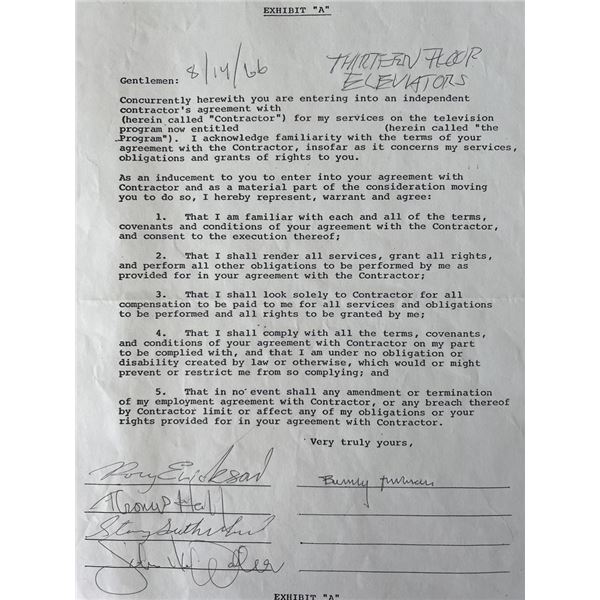 EXHIBIT "A"
8/14/66
THIRTEEN FLOOR
ELEVATORS
Gentlemen:
Concurrently herewith you are entering into an independent
contractor's agreement with
(herein called "Contractor") for my services on the television
program now entitled (herein called "the
Program"). I acknowledge familiarity with the terms of your
agreement with the Contractor, insofar as it concerns my services,
obligations and grants of rights to you.
As an inducement to you to enter into your agreement with
Contractor and as a material part of the consideration moving
you to do so, I hereby represent, warrant and agree:
1. That I am familiar with each and all of the terms,
covenants and conditions of your agreement with the Contractor,
and consent to the execution thereof;
2. That I shall render all services, grant all rights,
and perform all other obligations to be performed by me as
provided for in your agreement with the Contractor;
3. That I shall look solely to Contractor for all
compensation to be paid to me for all services and obligations
to be performed and all rights to be granted by me;
4. That I shall comply with all the terms, covenants,
and conditions of your agreement with Contractor on my part
to be complied with, and that I am under no obligation or
disability created by law or otherwise, which would or might
prevent or restrict me from so complying; and
5. That in no event shall any amendment or termination
of my employment agreement with Contractor, or any breach thereof
by Contractor limit or affect any of my obligations or your
rights provided for in your agreement with Contractor.
Very truly yours,
Rory Erickson
Benny
Thomas Hall
Stacy Sutherland
John
EXHIBIT "A"